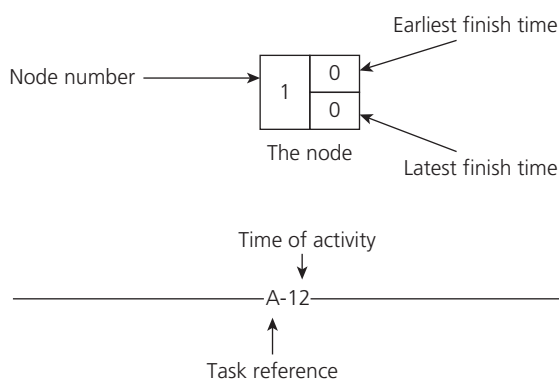 Earliest finish time
Node number
1
0
0
The node
Latest finish time
Time of activity
A-12
Task reference